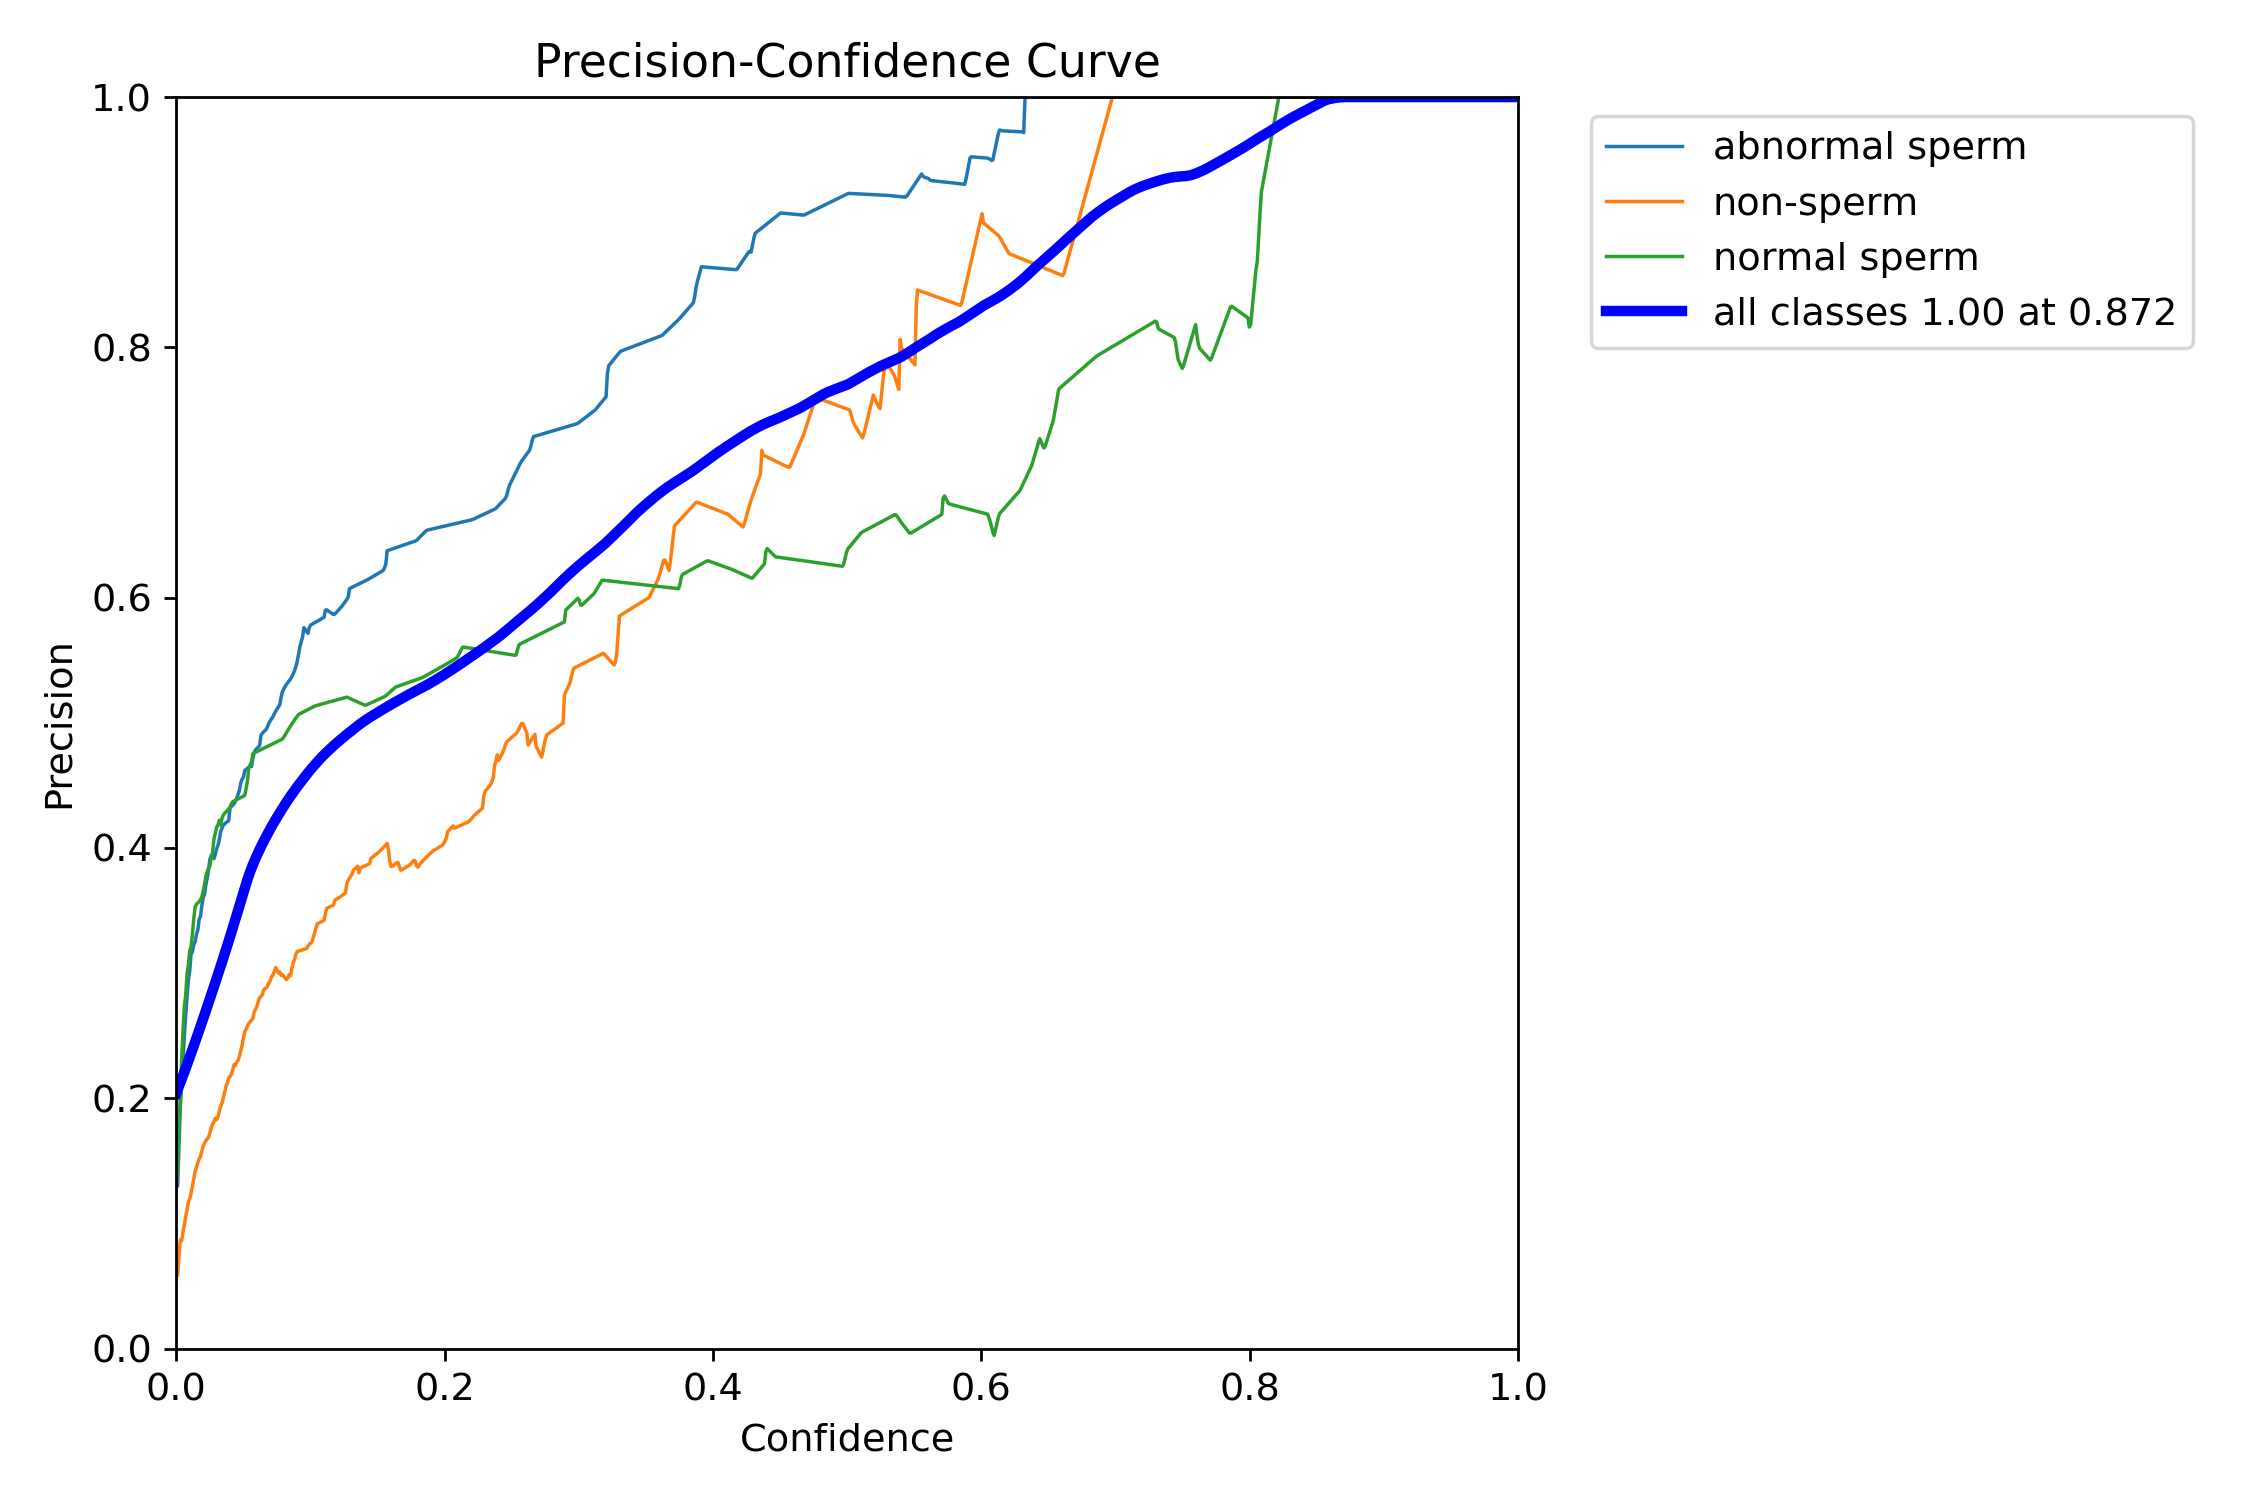 Precision-Confidence Curve
1.0
0.8
0.6
0.4
0.2
0.0
Precision
0.0 0.2 0.4 0.6 0.8 1.0
Confidence
abnormal sperm
non-sperm
normal sperm
all classes 1.00 at 0.872